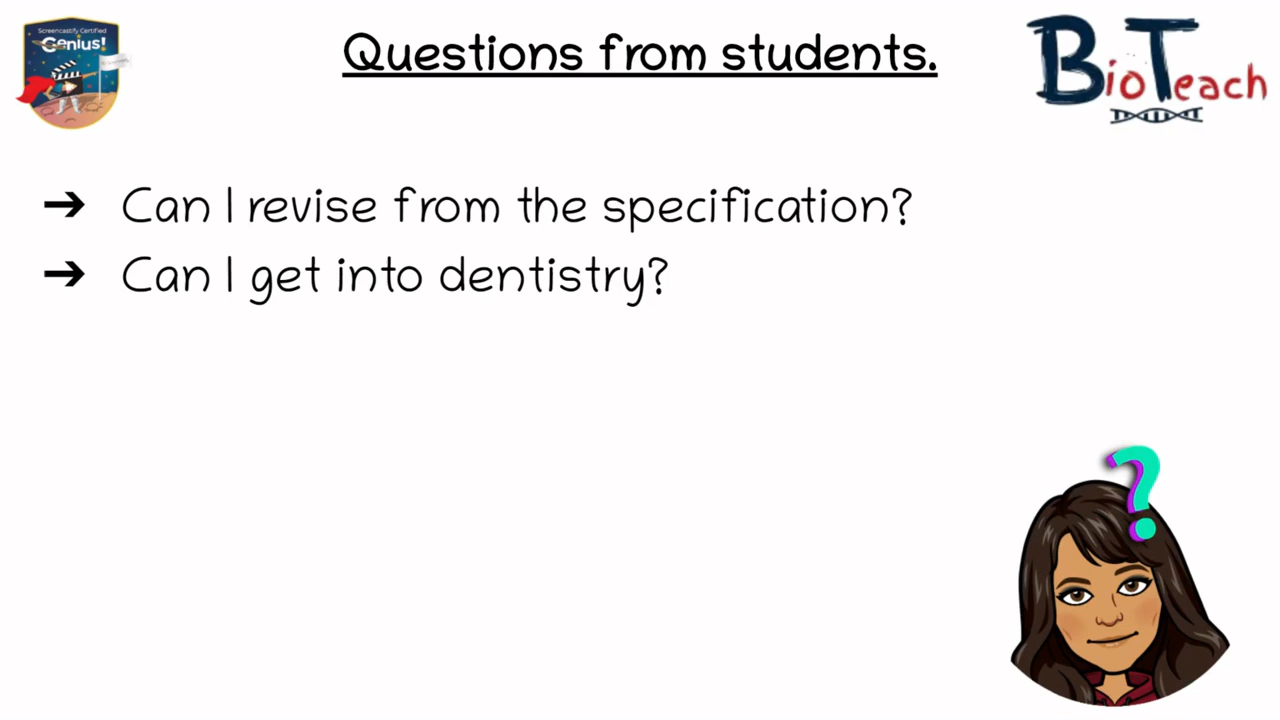 Screencastify Certified
Genius!
Questions from students.
BioTeach
➔ Can I revise from the specification?
➔ Can I get into dentistry?
?